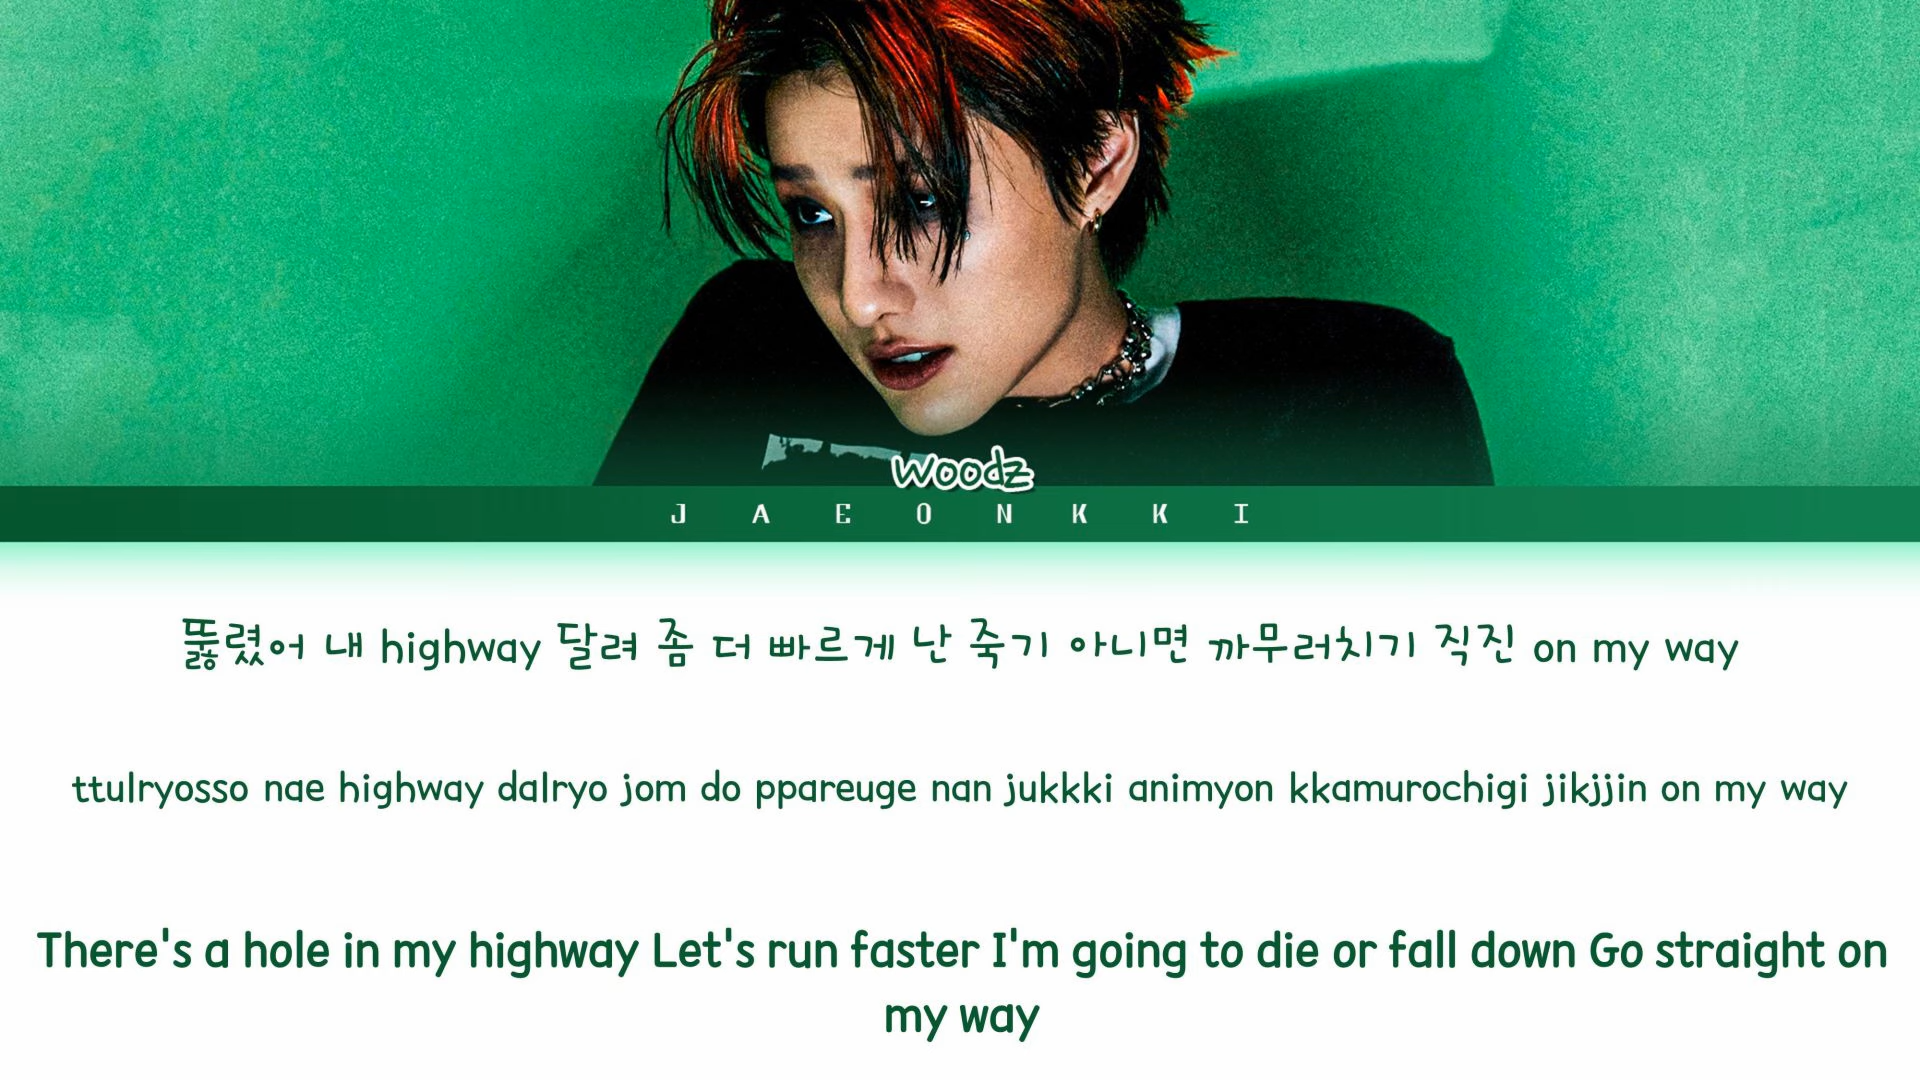 woodz
JAEONKKI
뚫렸어 내 highway 달려 좀 더 빠르게 난 죽기 아니면 까무러치기 직진 on my way
ttulryosso nae highway dalryo jom do ppareuge nan jukkki animyon kkamurochigi jikjjin on my way
There's a hole in my highway Let's run faster I'm going to die or fall down Go straight on
my way